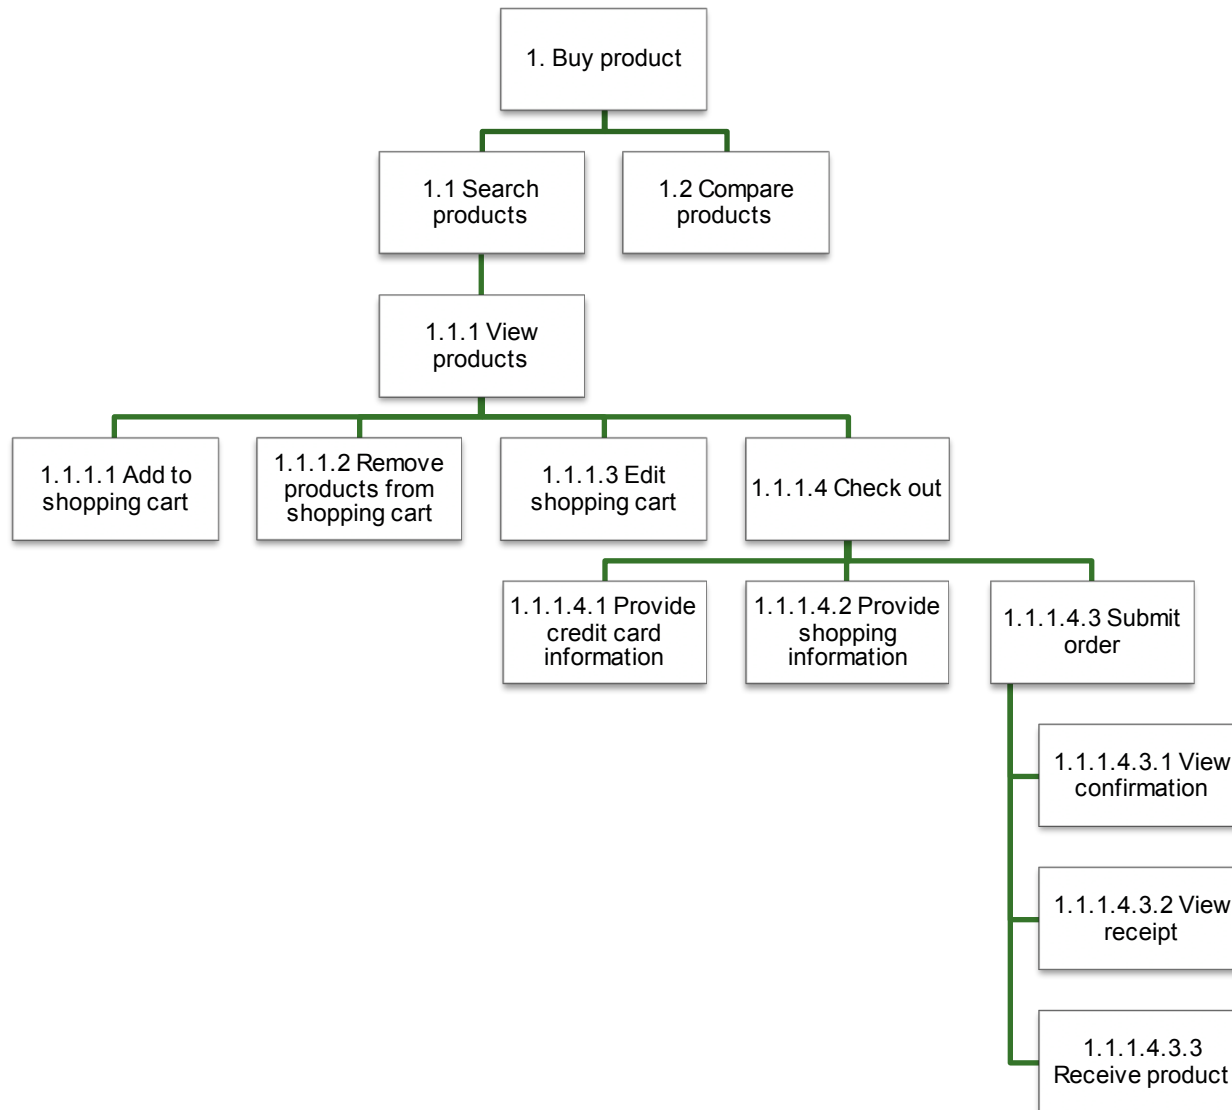 1. Buy product
1.1 Search
products
1.2 Compare
products
1.1.1 View
products
1.1.1.1 Add to
shopping cart
1.1.1.2 Remove
products from
shopping cart
1.1.1.3 Edit
shopping cart
1.1.1.4 Check out
1.1.1.4.1 Provide
credit card
information
1.1.1.4.2 Provide
shopping
information
1.1.1.4.3 Submit
order
1.1.1.4.3.1 View
confirmation
1.1.1.4.3.2 View
receipt
1.1.1.4.3.3
Receive product